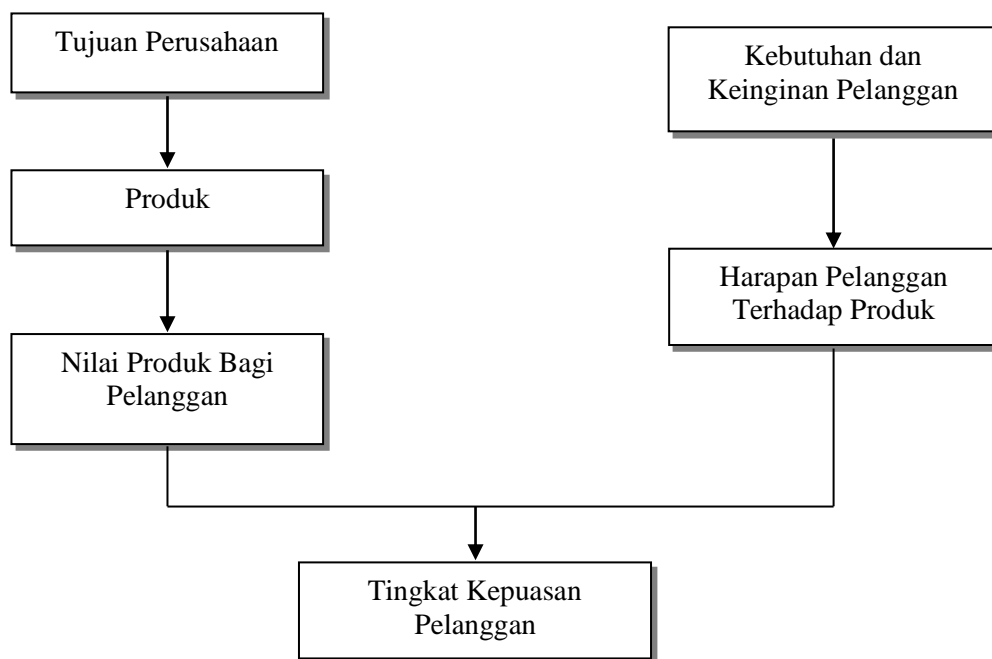 Tujuan Perusahaan
Kebutuhan dan
Keinginan Pelanggan
Produk
Harapan Pelanggan
Terhadap Produk
Nilai Produk Bagi
Pelanggan
Tingkat Kepuasan
Pelanggan